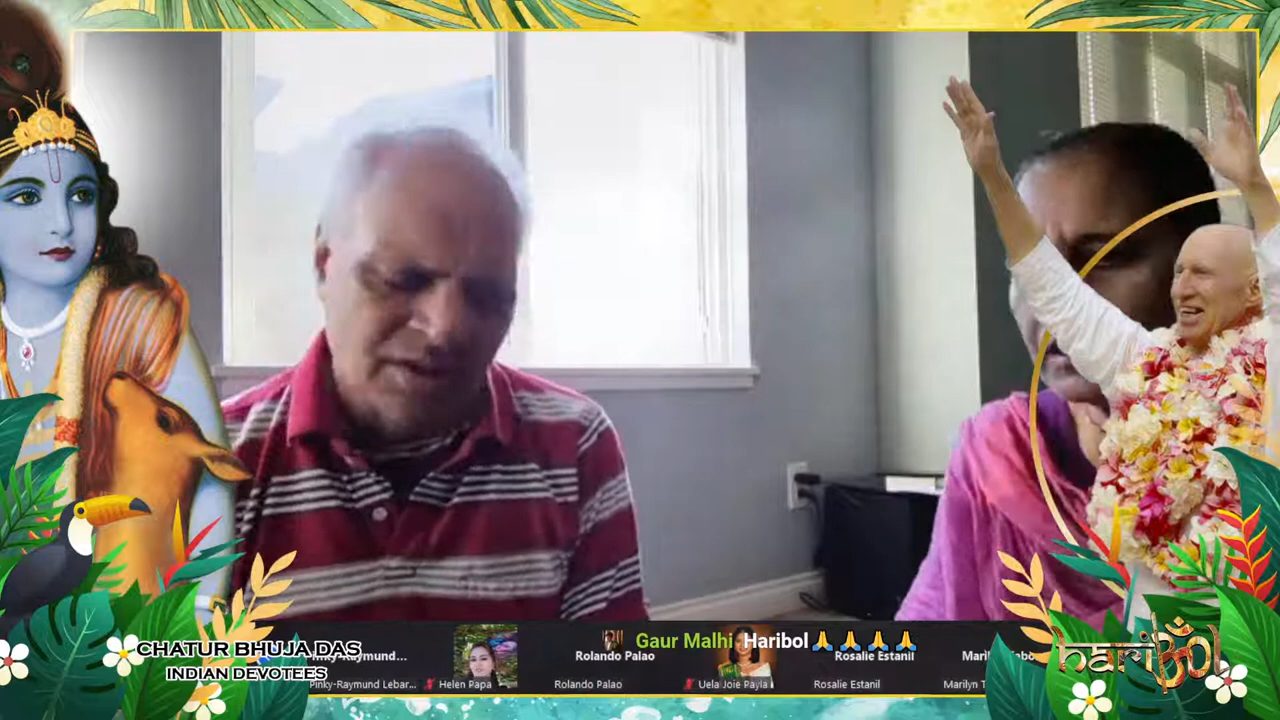 Gaur Malhi Haribol 🙏🙏🙏🙏
Rolando Palao
Rosalie Estanil
CHATUR BHUJA DAS
INDIAN DEVOTEES
Pinky-Raymund Lebar...
Helen Papa
Rolando Palao
Uela Joie Payla
Rosalie Estanil
Marilyn
haribol